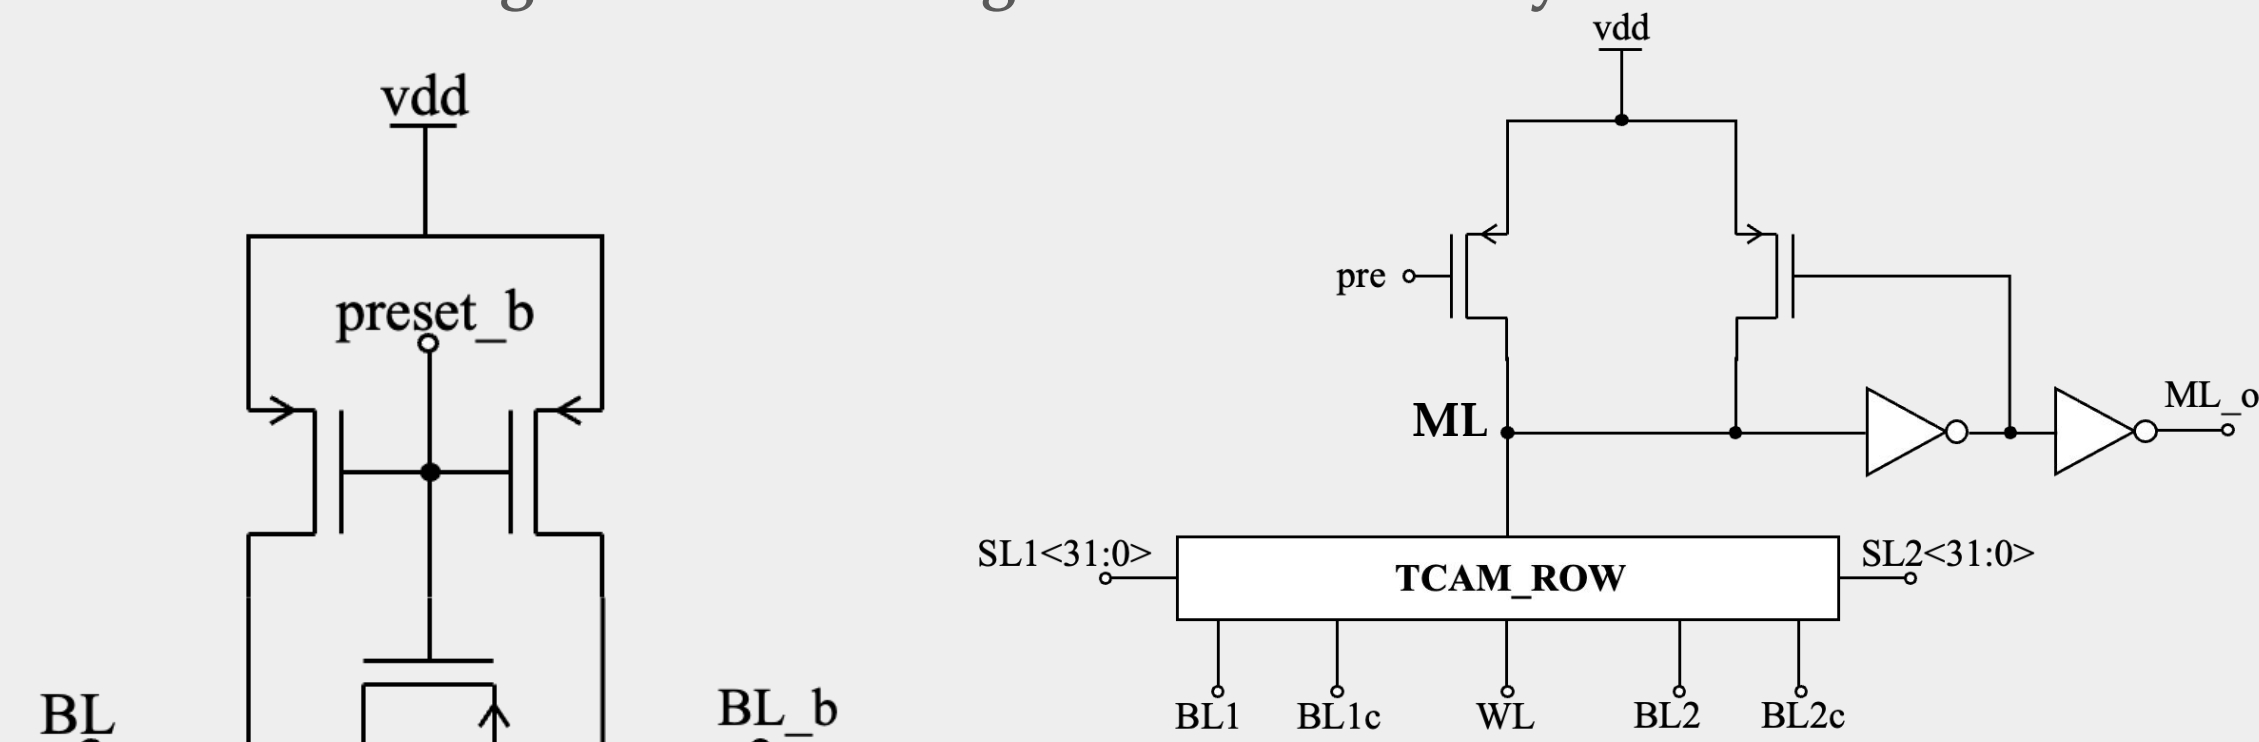 vdd
preset_b
BL
BL_b
vdd
pre
ML
ML_o
SL1<31:0>
TCAM_ROW
SL2<31:0>
BL1
BL1c
WL
BL2
BL2c